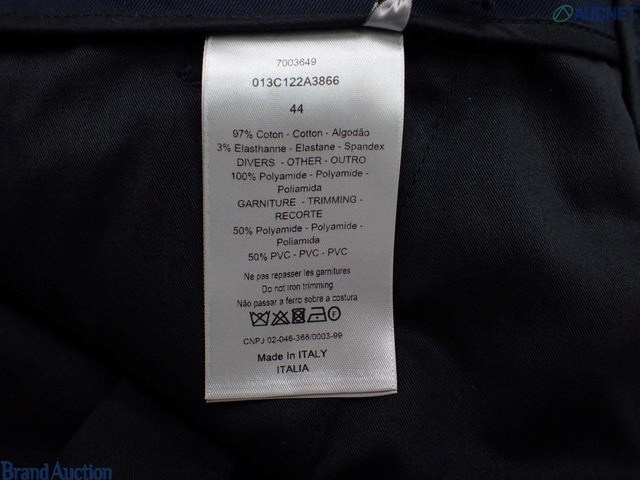 AUCNET
7003649
013C122A3866
44
97% Coton - Cotton - Algodão
3% Elasthanne - Elastane - Spandex
DIVERS - OTHER - OUTRO
100% Polyamide - Polyamide -
Poliamida
GARNITURE - TRIMMING -
RECORTE
50% Polyamide - Polyamide -
Poliamida
50% PVC - PVC - PVC
Ne pas repasser les garnitures
Do not iron trimming
Não passar a ferro sobre a costura
F
CNPJ 02-046-366/0003-99
Made in ITALY
ITALIA
Brand Auction